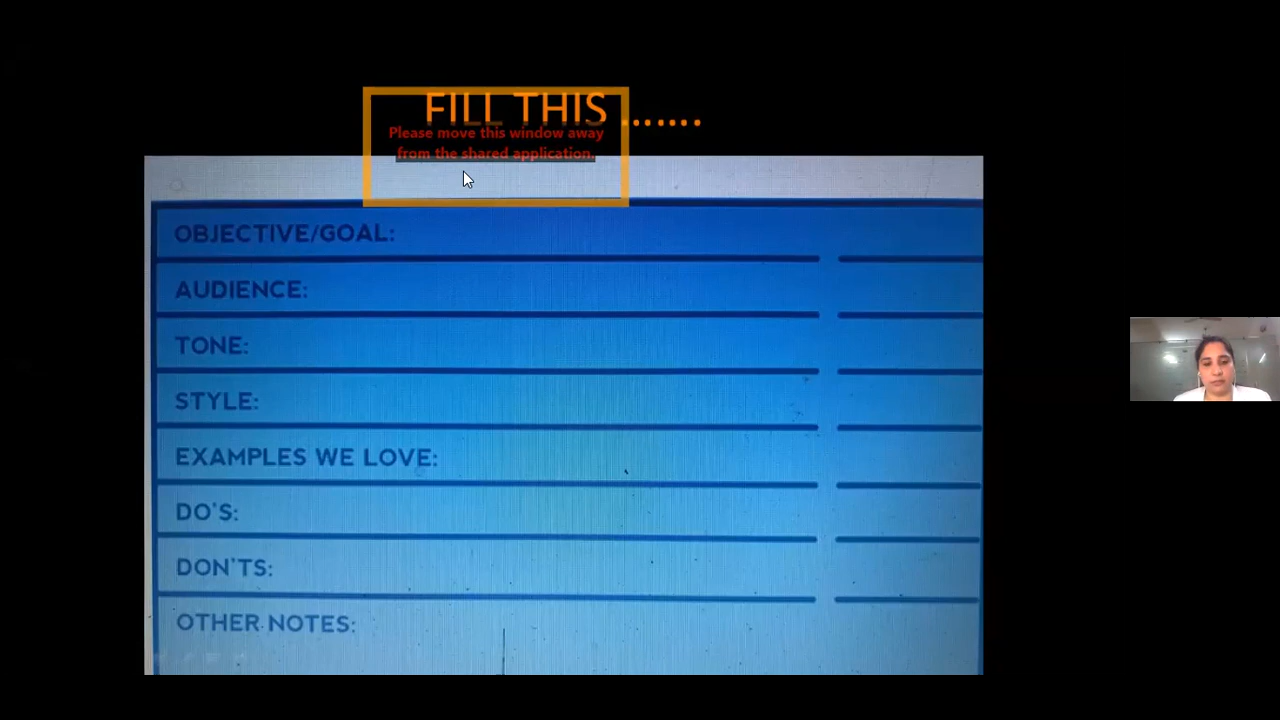 FILL THIS .......
Please move this window away
from the shared application.
OBJECTIVE/GOAL:
AUDIENCE:
TONE:
STYLE:
EXAMPLES WE LOVE:
DO'S:
DON'TS:
OTHER NOTES: